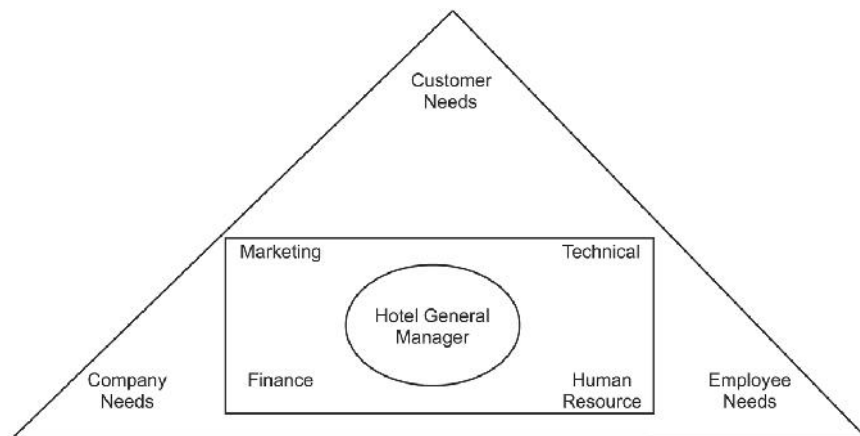 Customer
Needs
Marketing
Technical
Hotel General
Manager
Company
Needs
Finance
Human
Resource
Employee
Needs